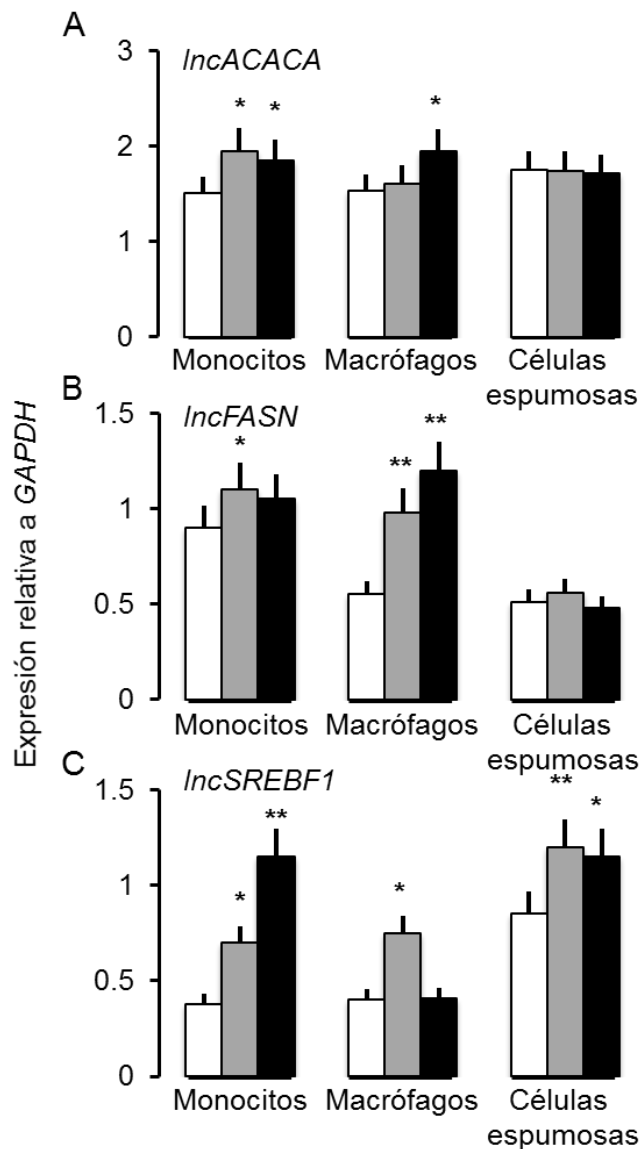 A
lncACACA
3
2
1
0
* *
*
Monocitos Macrófagos Células
espumosas
Expresión relativa a GAPDH
B
lncFASN
1.5
1
0.5
0
*
** **
Monocitos Macrófagos Células
espumosas
C
lncSREBF1
1.5
1
0.5
0
* **
*
** *
Monocitos Macrófagos Células
espumosas